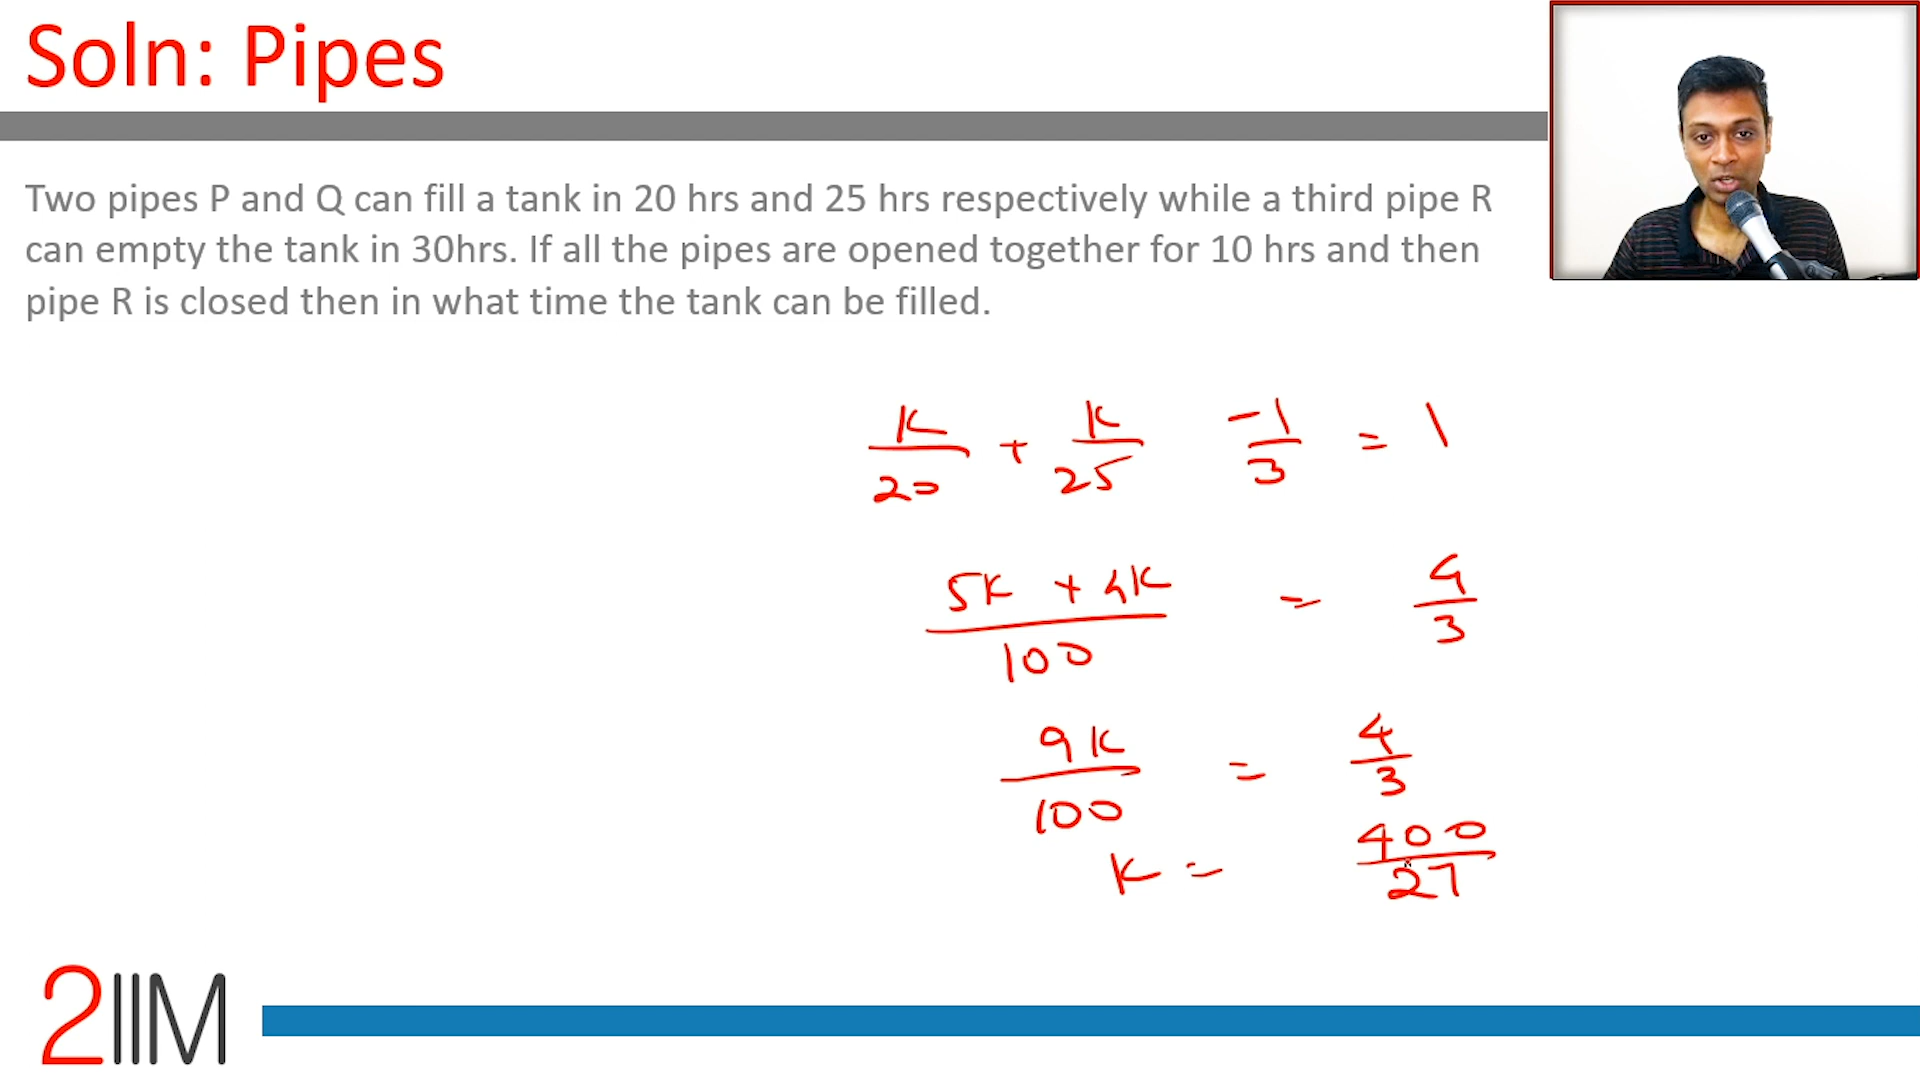 Soln: Pipes
Two pipes P and Q can fill a tank in 20 hrs and 25 hrs respectively while a third pipe R
can empty the tank in 30hrs. If all the pipes are opened together for 10 hrs and then
pipe R is closed then in what time the tank can be filled.
K/20 + K/25 -1/3 = 1
5K + 4K/100 = 4/3
9K/100 = 4/3
K = 400/27
2IIM